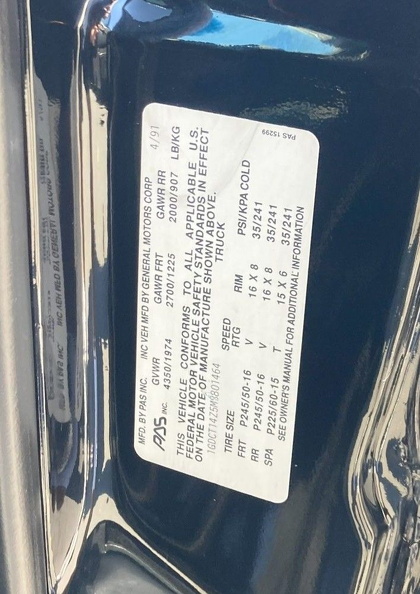 MFD. BY PAS INC. INC VEH MFD BY GENERAL MOTORS CORP 4/91
GVWR GAWR FRT GAWR RR
PAS INC. 4350/1974 2700/1225 2000/907 LB/KG
THIS VEHICLE CONFORMS TO ALL APPLICABLE U.S.
FEDERAL MOTOR VEHICLE SAFETY STANDARDS IN EFFECT
ON THE DATE OF MANUFACTURE SHOWN ABOVE.
1GDCT14Z5M0801464 TRUCK
TIRE SIZE SPEED RTG RIM PSI/KPA COLD
FRT P245/50-16 V 16 X 8 35/241
RR P245/50-16 V 16 X 8 35/241
SPA P225/60-15 T 15 X 6 35/241
SEE OWNER'S MANUAL FOR ADDITIONAL INFORMATION
PAS 15299